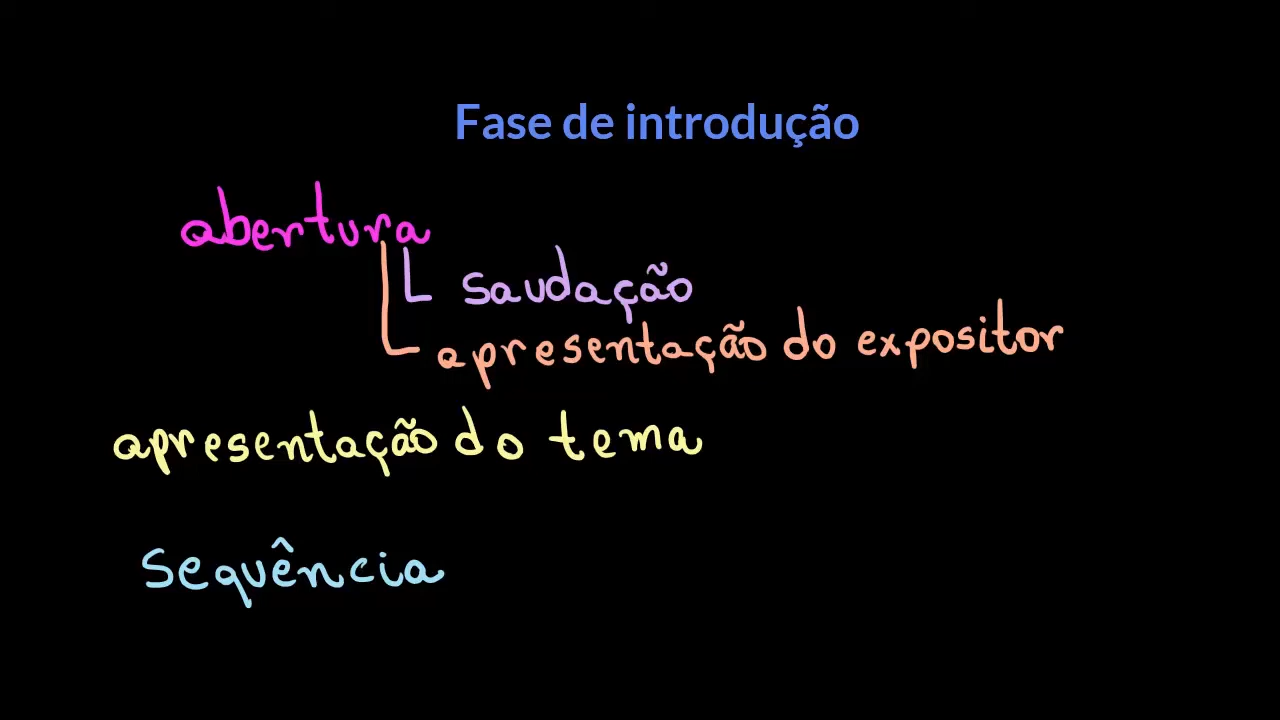 Fase de introdução
abertura
saudação
apresentação do expositor
apresentação do tema
sequência